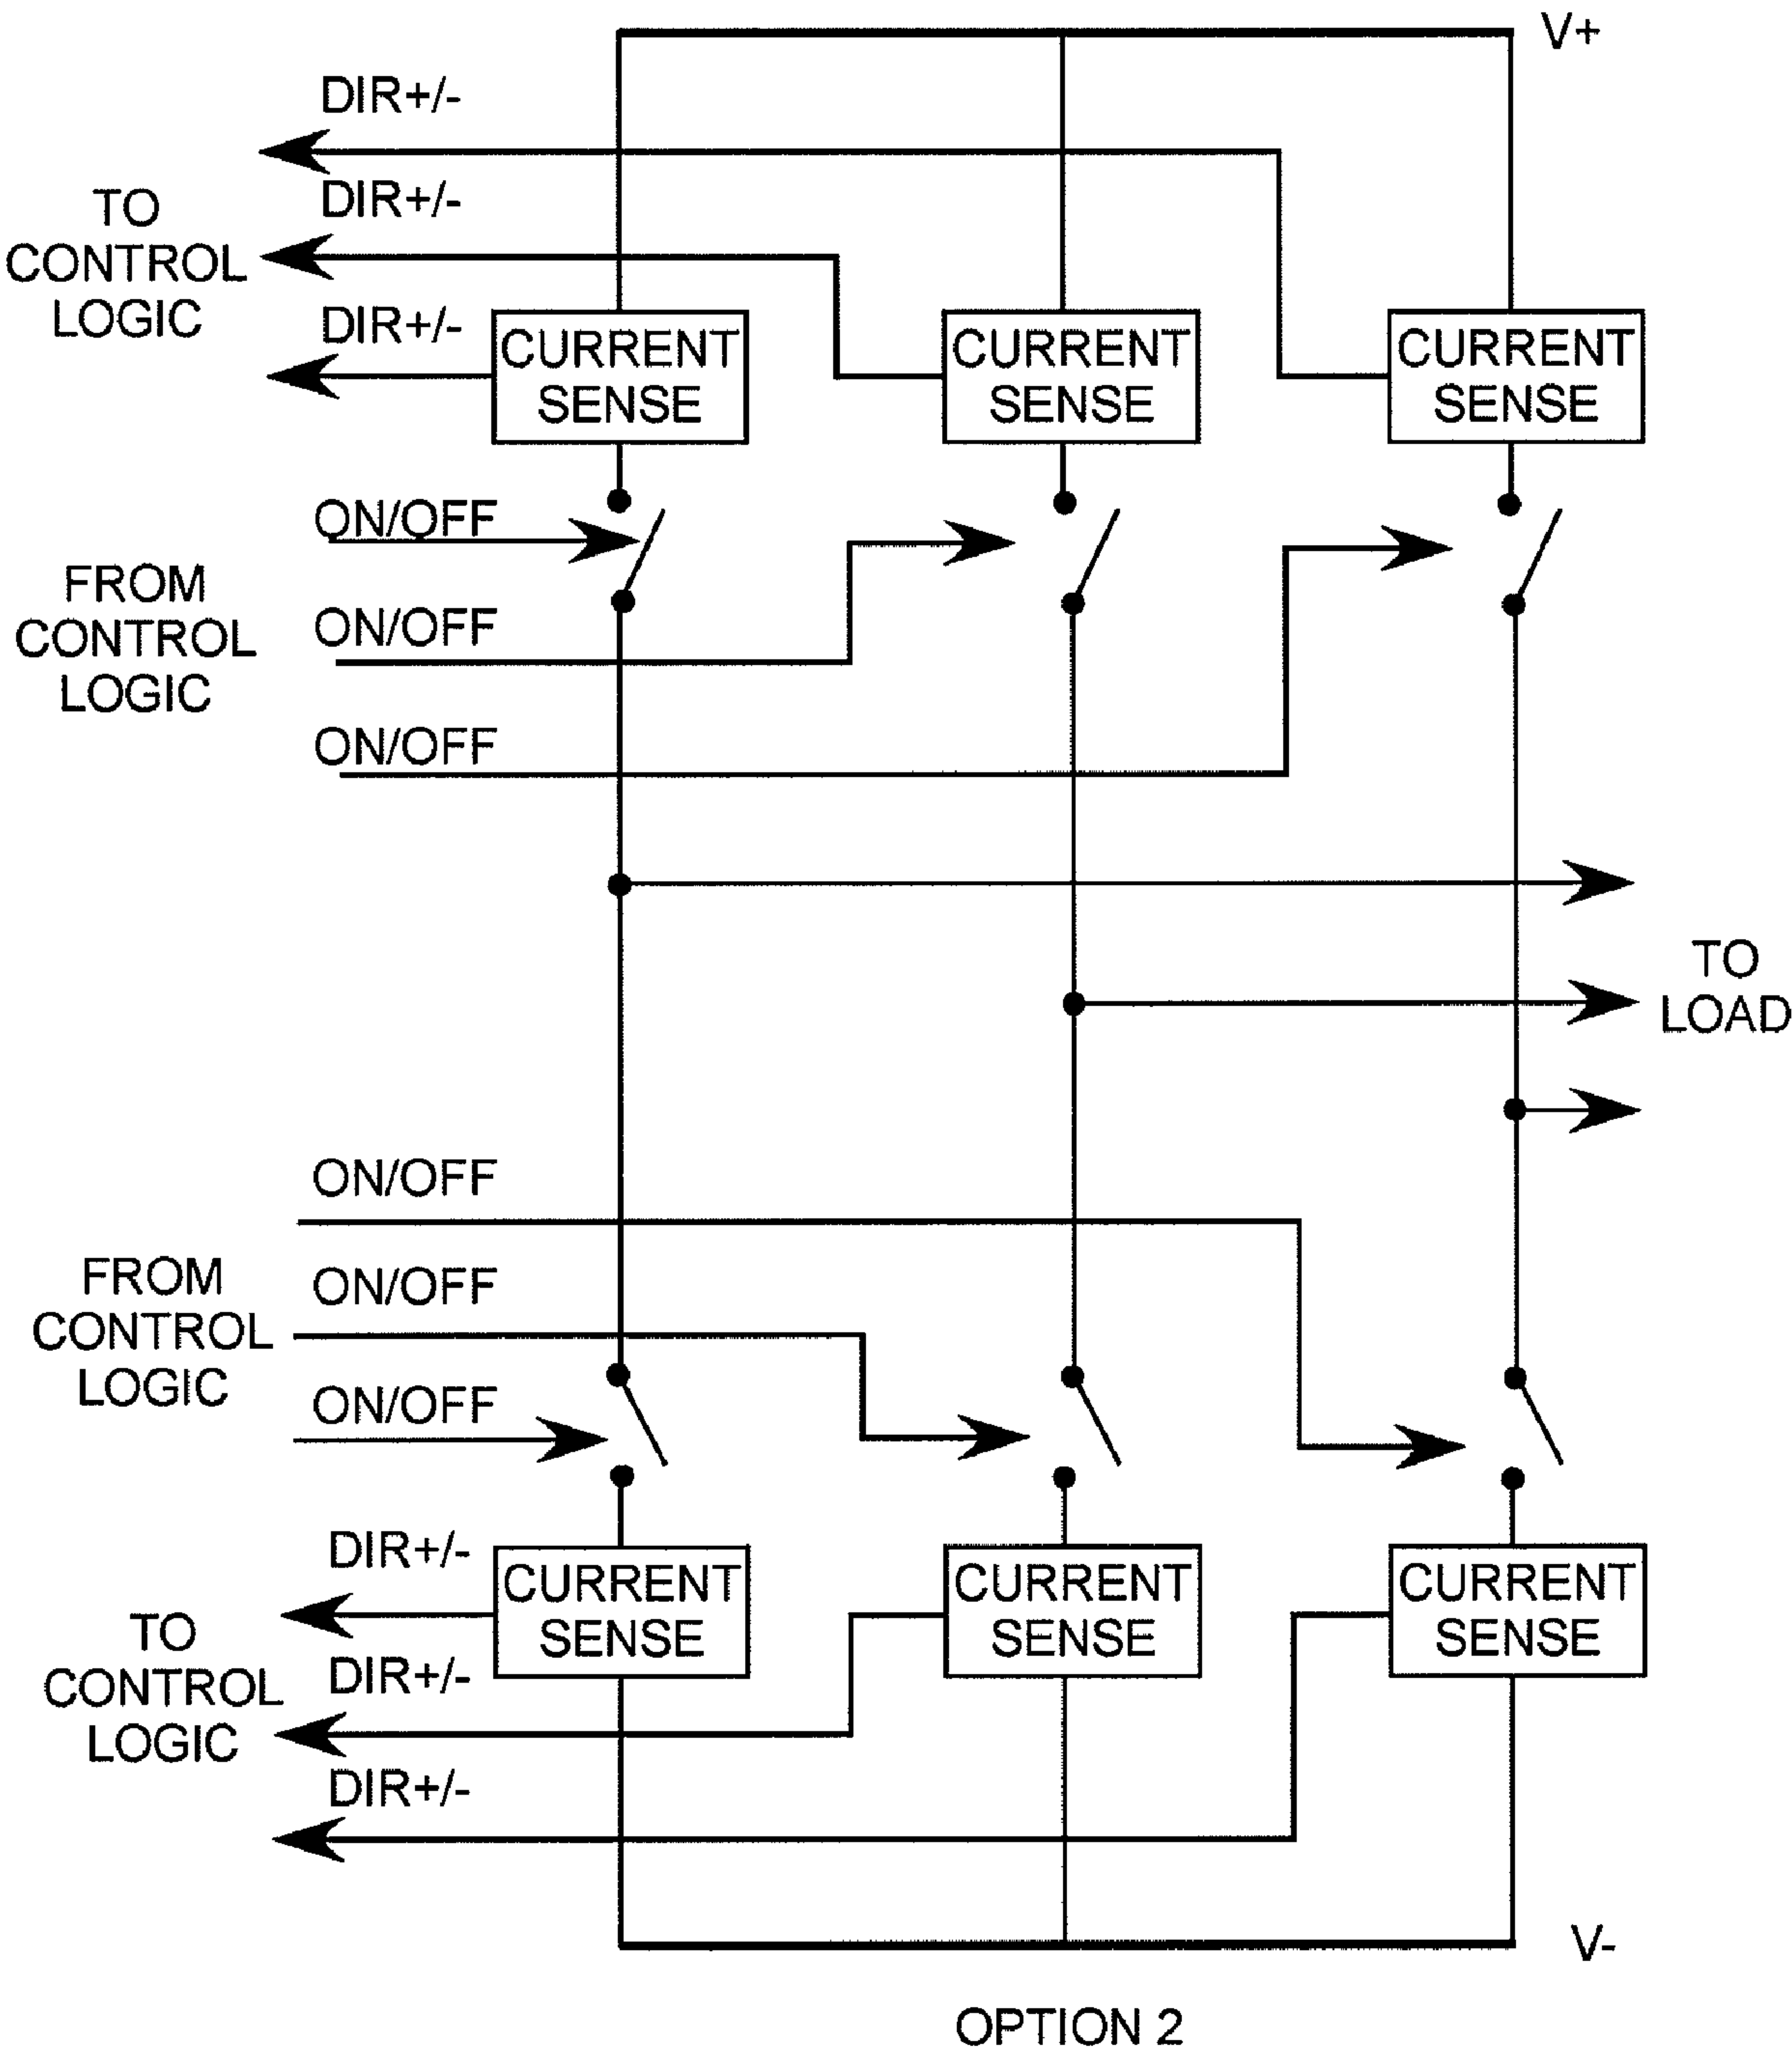 V+
DIR+/-
DIR+/-
TO
CONTROL
LOGIC
DIR+/-
CURRENT
SENSE
CURRENT
SENSE
CURRENT
SENSE
ON/OFF
FROM
CONTROL
LOGIC
ON/OFF
ON/OFF
TO
LOAD
ON/OFF
FROM
CONTROL
LOGIC
ON/OFF
ON/OFF
DIR+/-
CURRENT
SENSE
CURRENT
SENSE
CURRENT
SENSE
TO
CONTROL
LOGIC
DIR+/-
DIR+/-
V-
OPTION 2